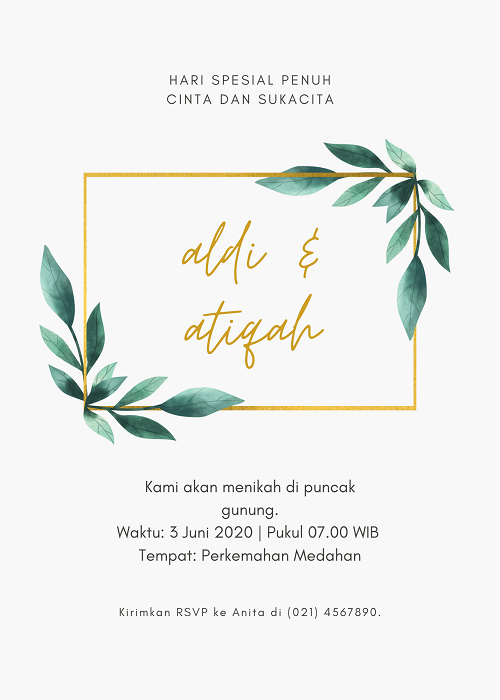 HARI SPESIAL PENUH
CINTA DAN SUKACITA
aldi &
atiqah
Kami akan menikah di puncak
gunung.
Waktu: 3 Juni 2020 | Pukul 07.00 WIB
Tempat: Perkemahan Medahan
Kirimkan RSVP ke Anita di (021) 4567890.